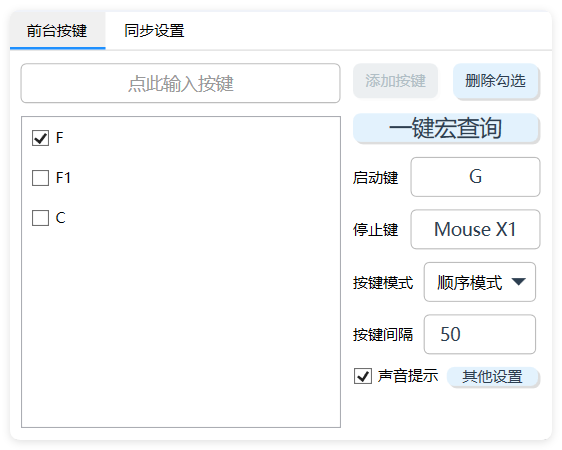 前台按键 同步设置
点此输入按键 添加按键 删除勾选
F
F1
C
一键宏查询
启动键 G
停止键 Mouse X1
按键模式 顺序模式
按键间隔 50
声音提示 其他设置